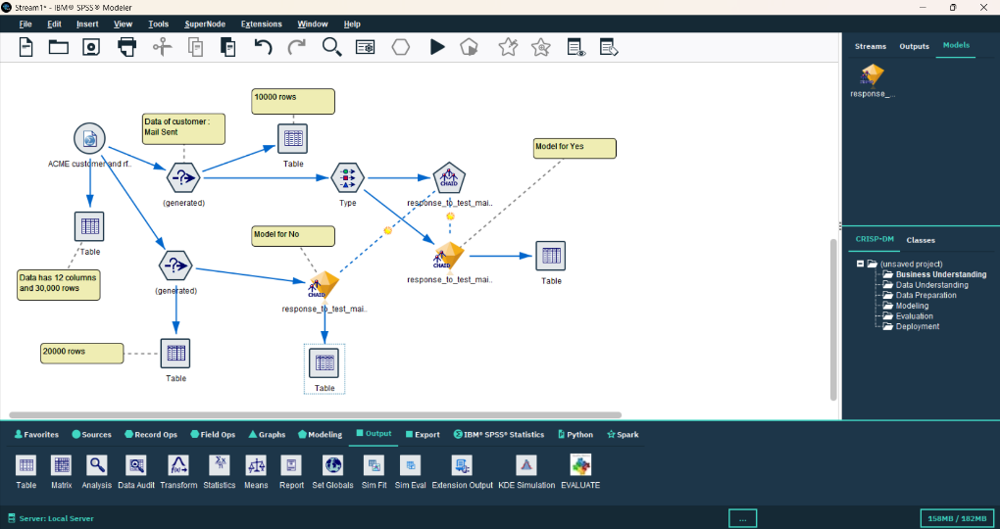 Stream1* - IBM® SPSS® Modeler
File Edit Insert View Tools SuperNode Extensions Window Help
Streams Outputs Models
response_...
10000 rows
Data of customer :
Mail Sent
Table
Model for Yes
ACME customer and rf..
(generated)
Type
response_to_test_mai..
CHAID
Table
Model for No
Data has 12 columns
and 30,000 rows
(generated)
CHAID
response_to_test_mai..
Table
CHAID
response_to_test_mai..
20000 rows
Table
Table
CRISP-DM Classes
(unsaved project)
Business Understanding
Data Understanding
Data Preparation
Modeling
Evaluation
Deployment
Favorites Sources Record Ops Field Ops Graphs Modeling Output Export IBM® SPSS® Statistics Python Spark
Table Matrix Analysis Data Audit Transform Statistics Means Report Set Globals Sim Fit Sim Eval Extension Output KDE Simulation EVALUATE
Server: Local Server
...
158MB / 182MB